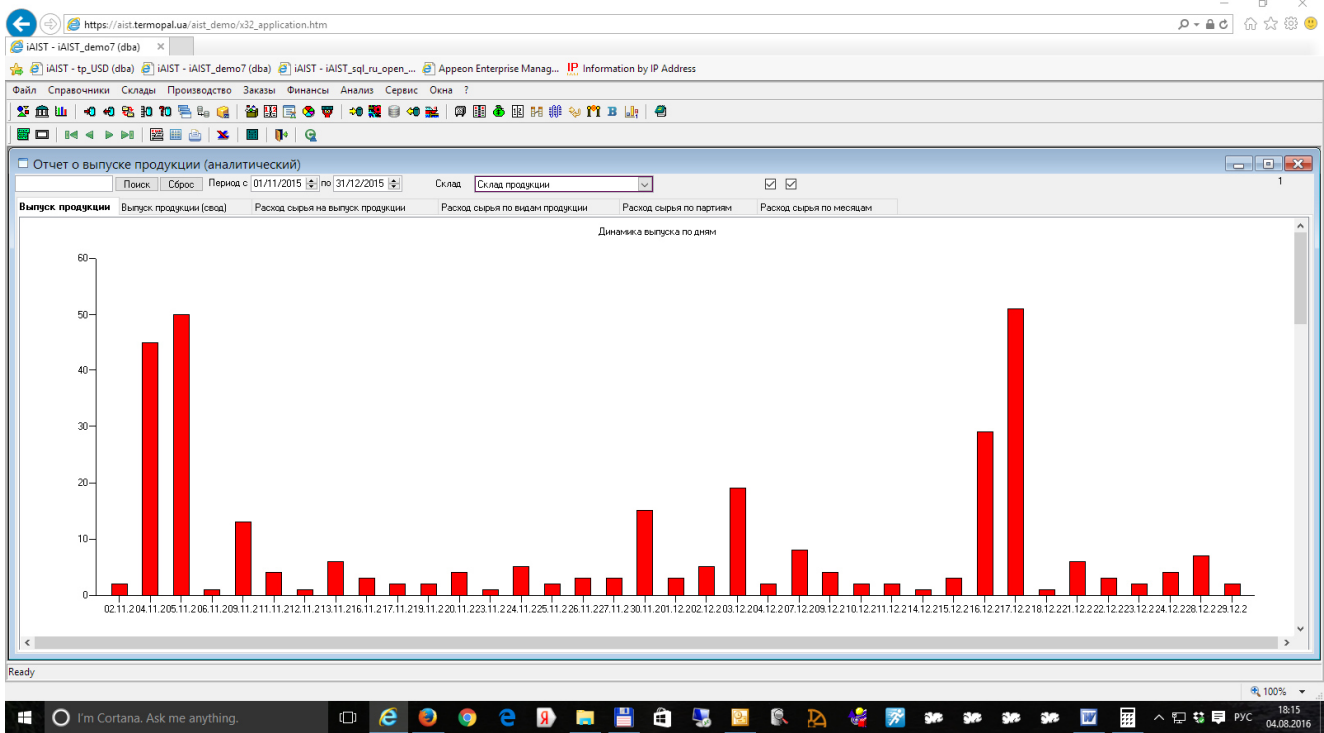 https://aist.termopal.ua/aist_demo/x32_application.htm
iAIST - iAIST_demo7 (dba)
iAIST - tp_USD (dba) iAIST - iAIST_demo7 (dba) iAIST - iAIST_sql_ru_open_... Appeon Enterprise Manag... IP Information by IP Address
Файл Справочники Склады Производство Заказы Финансы Анализ Сервис Окна ?
Отчет о выпуске продукции (аналитический)
Поиск Сброс Период с 01/11/2015 по 31/12/2015 Склад Склад продукции 1
Выпуск продукции Выпуск продукции (свод) Расход сырья на выпуск продукции Расход сырья по видам продукции Расход сырья по партиям Расход сырья по месяцам
Динамика выпуска по дням
60
50
40
30
20
10
0
02.11.2 04.11.2 05.11.2 06.11.2 09.11.2 11.11.2 12.11.2 13.11.2 16.11.2 17.11.2 19.11.2 20.11.2 23.11.2 24.11.2 25.11.2 26.11.2 27.11.2 30.11.2 01.12.2 02.12.2 03.12.2 04.12.2 07.12.2 09.12.2 10.12.2 11.12.2 14.12.2 15.12.2 16.12.2 17.12.2 18.12.2 21.12.2 22.12.2 23.12.2 24.12.2 28.12.2 29.12.2
Ready
100%
I'm Cortana. Ask me anything.
РУС
18:15
04.08.2016